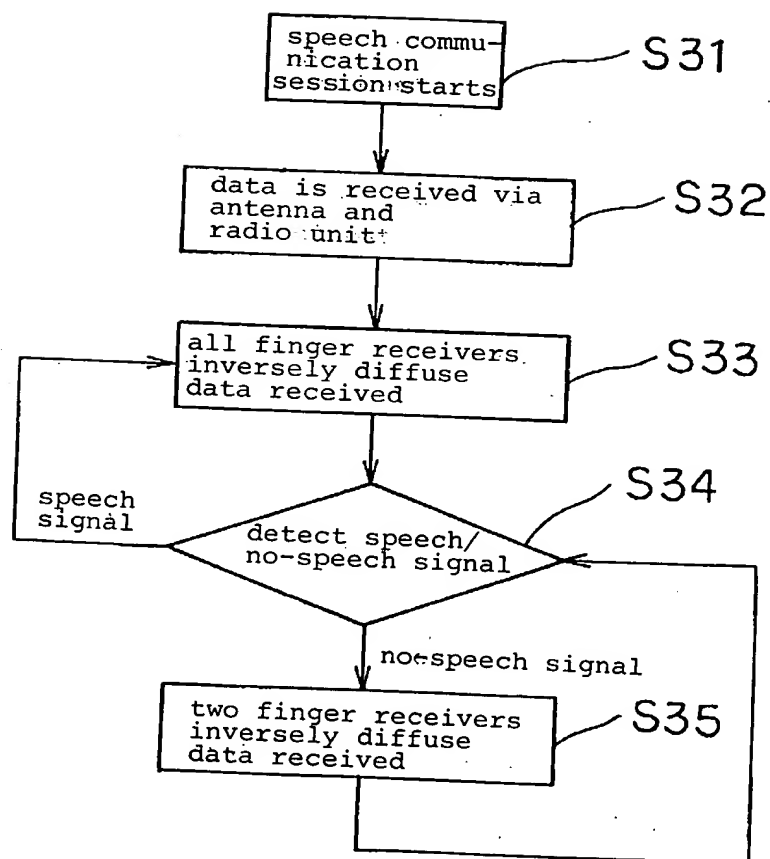 speech commu-
nication
session starts
S31
data is received via
antenna and
radio unit
S32
all finger receivers
inversely diffuse
data received
S33
S34
speech
signal
detect speech/
no-speech signal
no-speech signal
two finger receivers
inversely diffuse
data received
S35